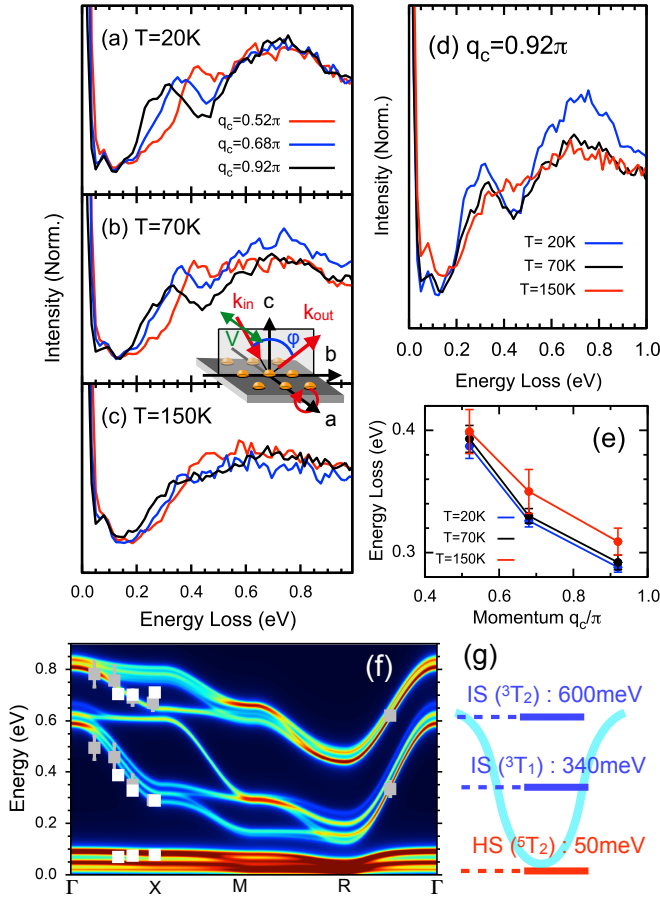 (a) T=20K
q_c=0.52π
q_c=0.68π
q_c=0.92π
(b) T=70K
(c) T=150K
Intensity (Norm.)
k_in
k_out
c
V
φ
b
a
0.0 0.2 0.4 0.6 0.8
Energy Loss (eV)
(d) q_c=0.92π
Intensity (Norm.)
T= 20K
T= 70K
T=150K
0.0 0.2 0.4 0.6 0.8 1.0
Energy Loss (eV)
(e)
Energy Loss (eV)
0.4
0.3
T=20K
T=70K
T=150K
0.4 0.6 0.8 1.0
Momentum q_c/π
(f)
Energy (eV)
0.8
0.6
0.4
0.2
0.0
Γ X M R Γ
(g)
IS (³T₂) : 600meV
IS (³T₁) : 340meV
HS (⁵T₂) : 50meV